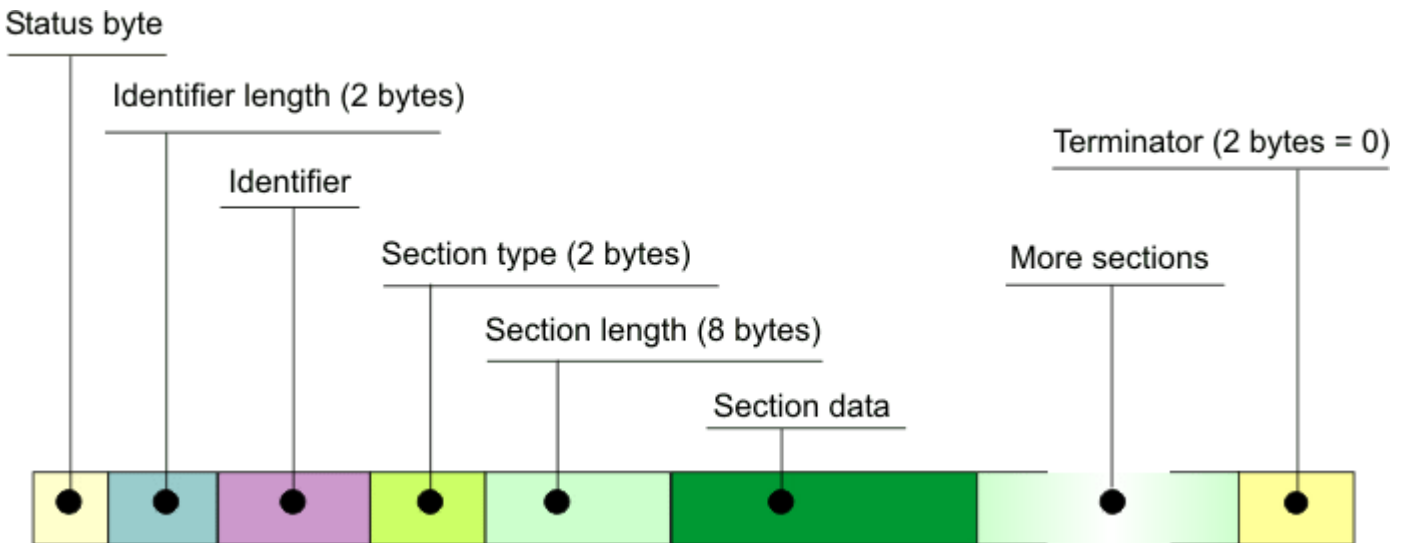 Status byte
Identifier length (2 bytes)
Terminator (2 bytes = 0)
Identifier
Section type (2 bytes)
More sections
Section length (8 bytes)
Section data